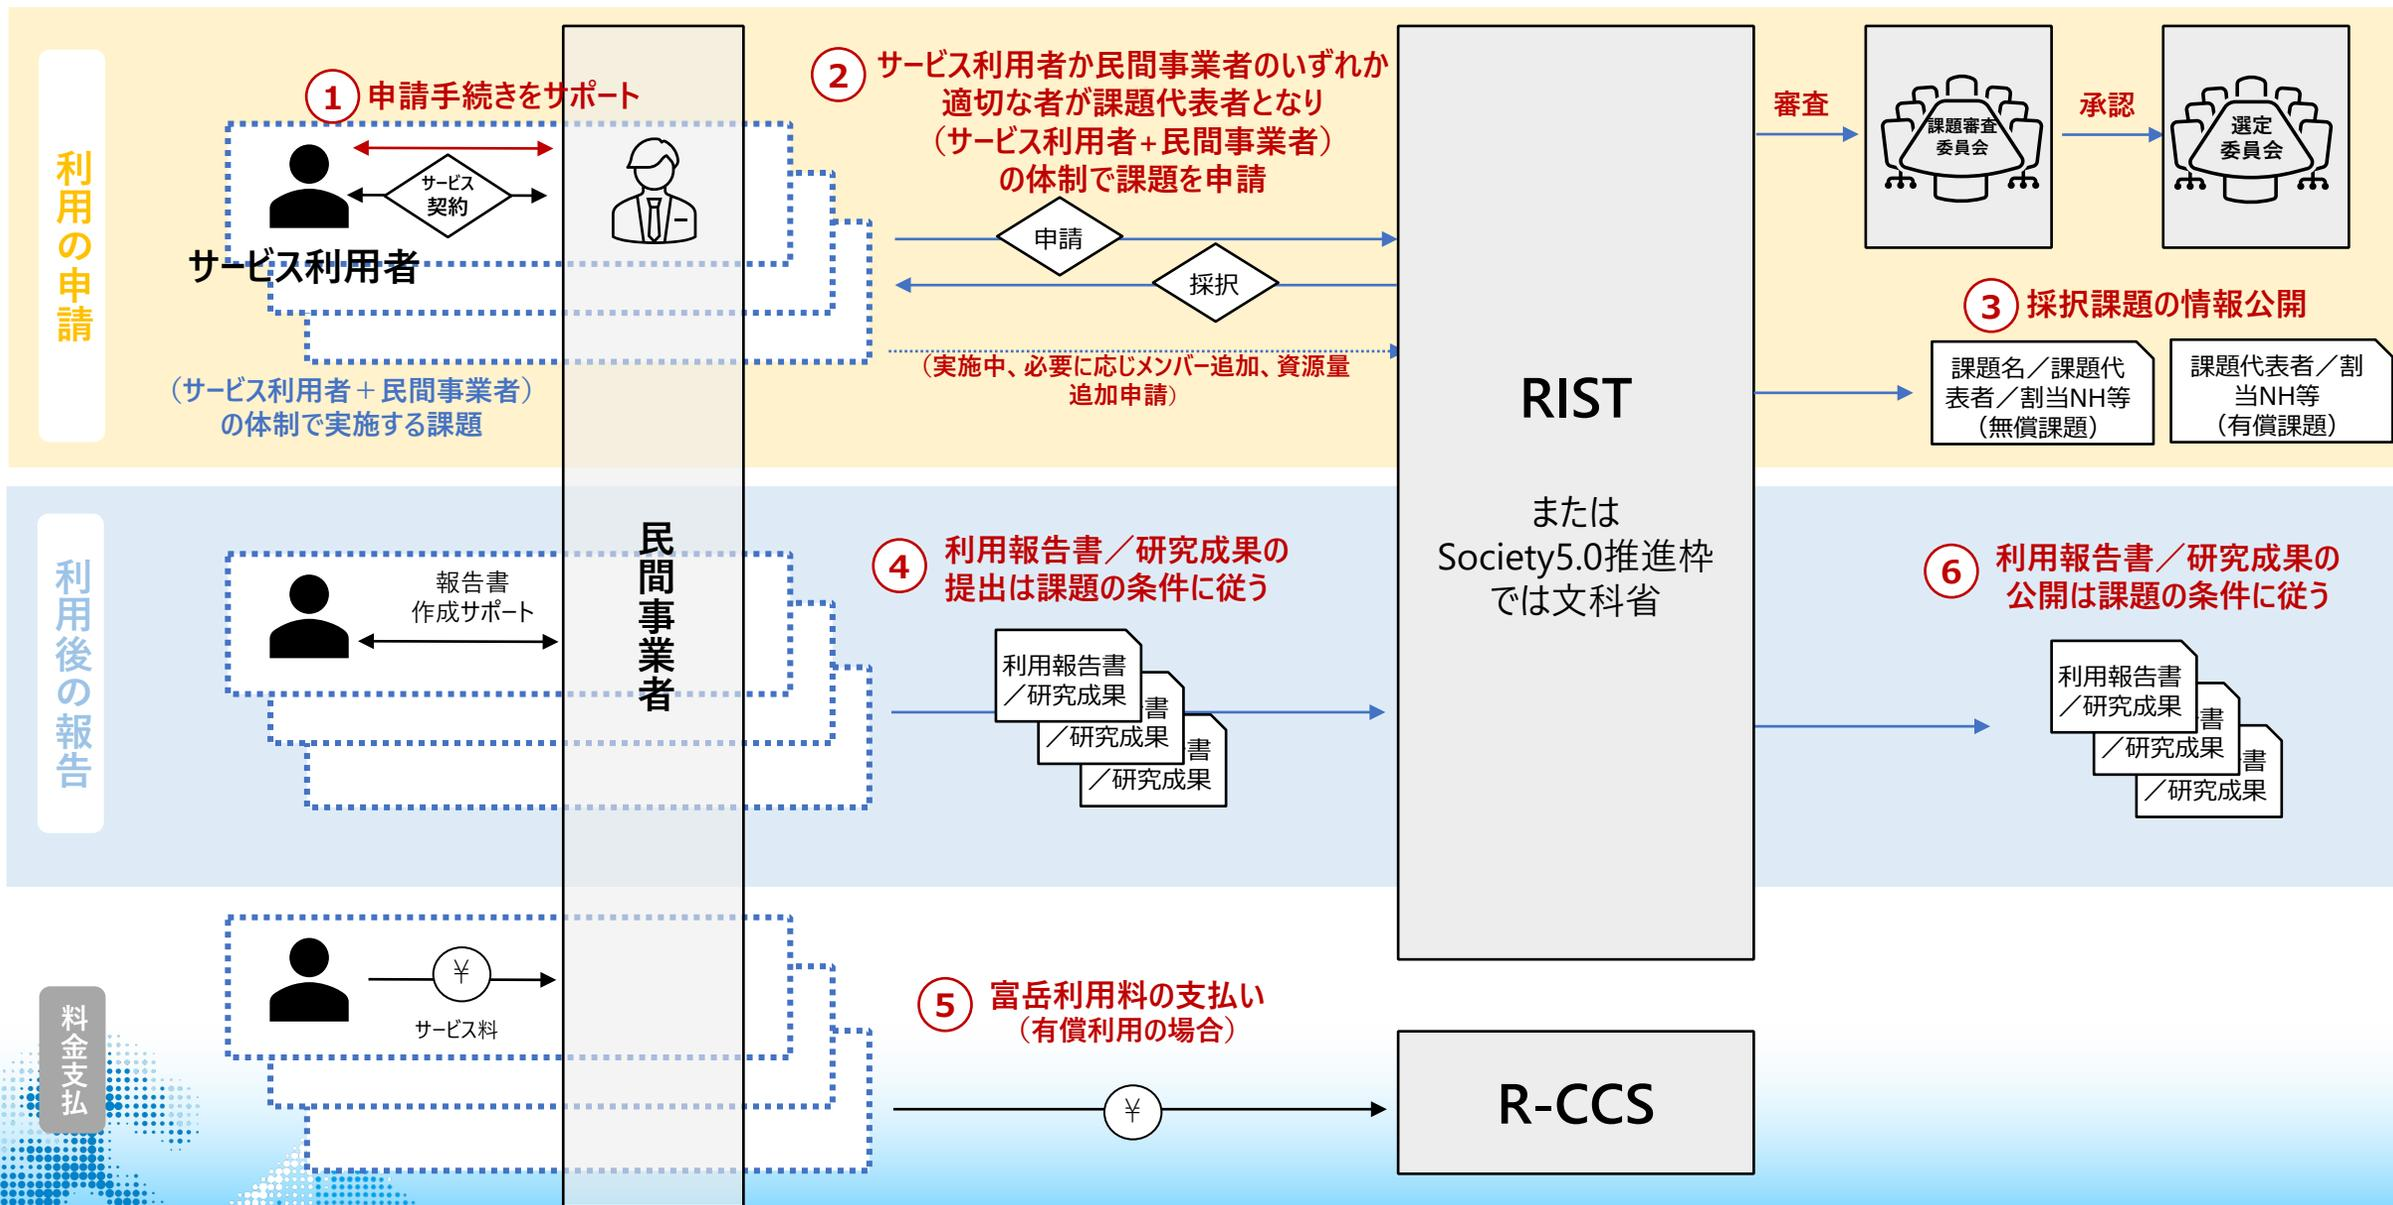 利用の申請
① 申請手続きをサポート
サービス
契約
サービス利用者
（サービス利用者＋民間事業者）
の体制で実施する課題
② サービス利用者か民間事業者のいずれか
適切な者が課題代表者となり
（サービス利用者+民間事業者）
の体制で課題を申請
申請
採択
（実施中、必要に応じメンバー追加、資源量
追加申請）
RIST
または
Society5.0推進枠
では文科省
審査
課題審査
委員会
承認
選定
委員会
③ 採択課題の情報公開
課題名／課題代
表者／割当NH等
（無償課題）
課題代表者／割
当NH等
（有償課題）
利用後の報告
報告書
作成サポート
民間事業者
④ 利用報告書／研究成果の
提出は課題の条件に従う
利用報告書
／研究成果
書
／研究成果
告書
／研究成果
⑥ 利用報告書／研究成果の
公開は課題の条件に従う
利用報告書
／研究成果
書
／研究成果
書
／研究成果
料金支払
¥
サービス料
⑤ 富岳利用料の支払い
（有償利用の場合）
¥
R-CCS